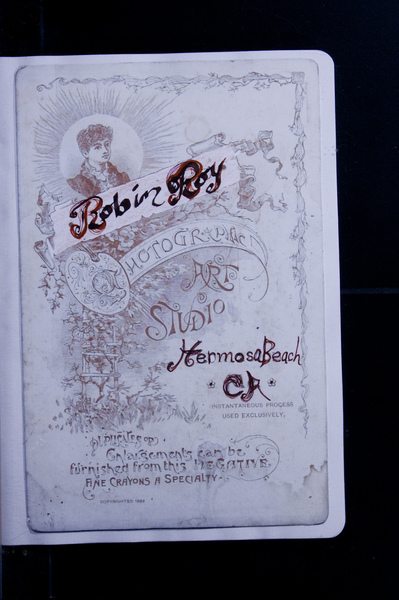 Robin Roy
PHOTOGRAPHIC
ART
STUDIO
Hermosa Beach
CA
INSTANTANEOUS PROCESS
USED EXCLUSIVELY.
DUPLICATES OR
Enlargements can be
furnished from this NEGATIVE.
FINE CRAYONS A SPECIALTY-